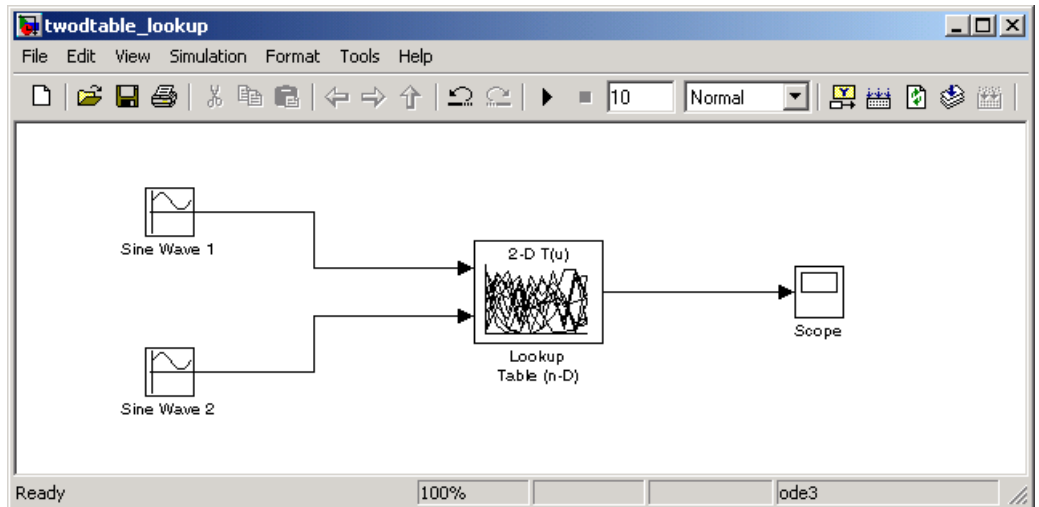 twodtable_lookup
File Edit View Simulation Format Tools Help
10 Normal
Sine Wave 1
2-D T(u)
Lookup
Table (n-D)
Scope
Sine Wave 2
Ready 100% ode3